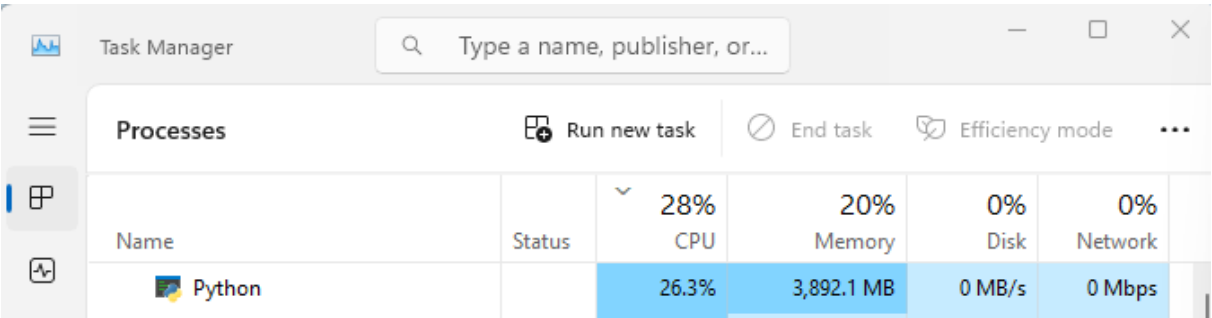 Task Manager Type a name, publisher, or...
Processes Run new task End task Efficiency mode ...
28% 20% 0% 0%
Name Status CPU Memory Disk Network
Python 26.3% 3,892.1 MB 0 MB/s 0 Mbps